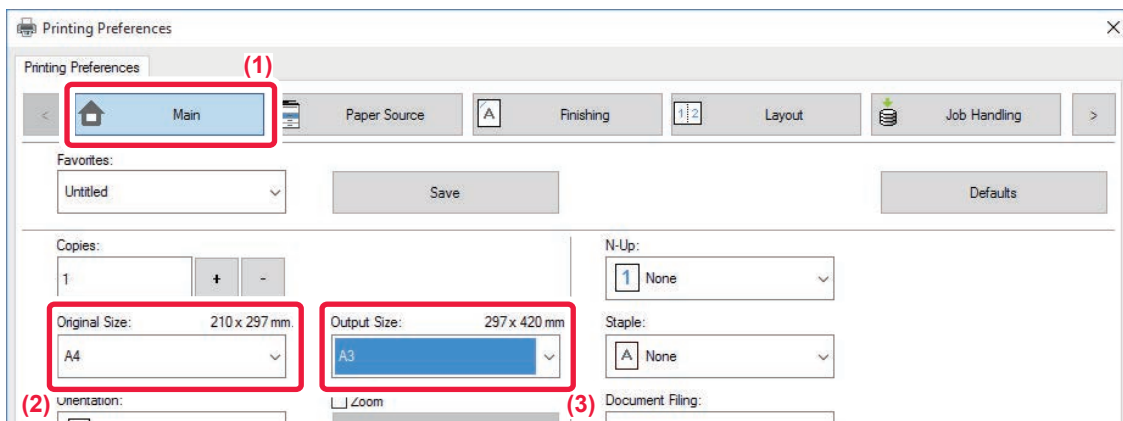 Printing Preferences
Printing Preferences
(1)
< Main Paper Source Finishing Layout Job Handling >
Favorites:
Untitled Save Defaults
Copies: N-Up:
1 + - 1 None
Original Size: 210 x 297 mm. Output Size: 297 x 420 mm Staple:
A4 A3 A None
(2) Orientation: Zoom (3) Document Filing: